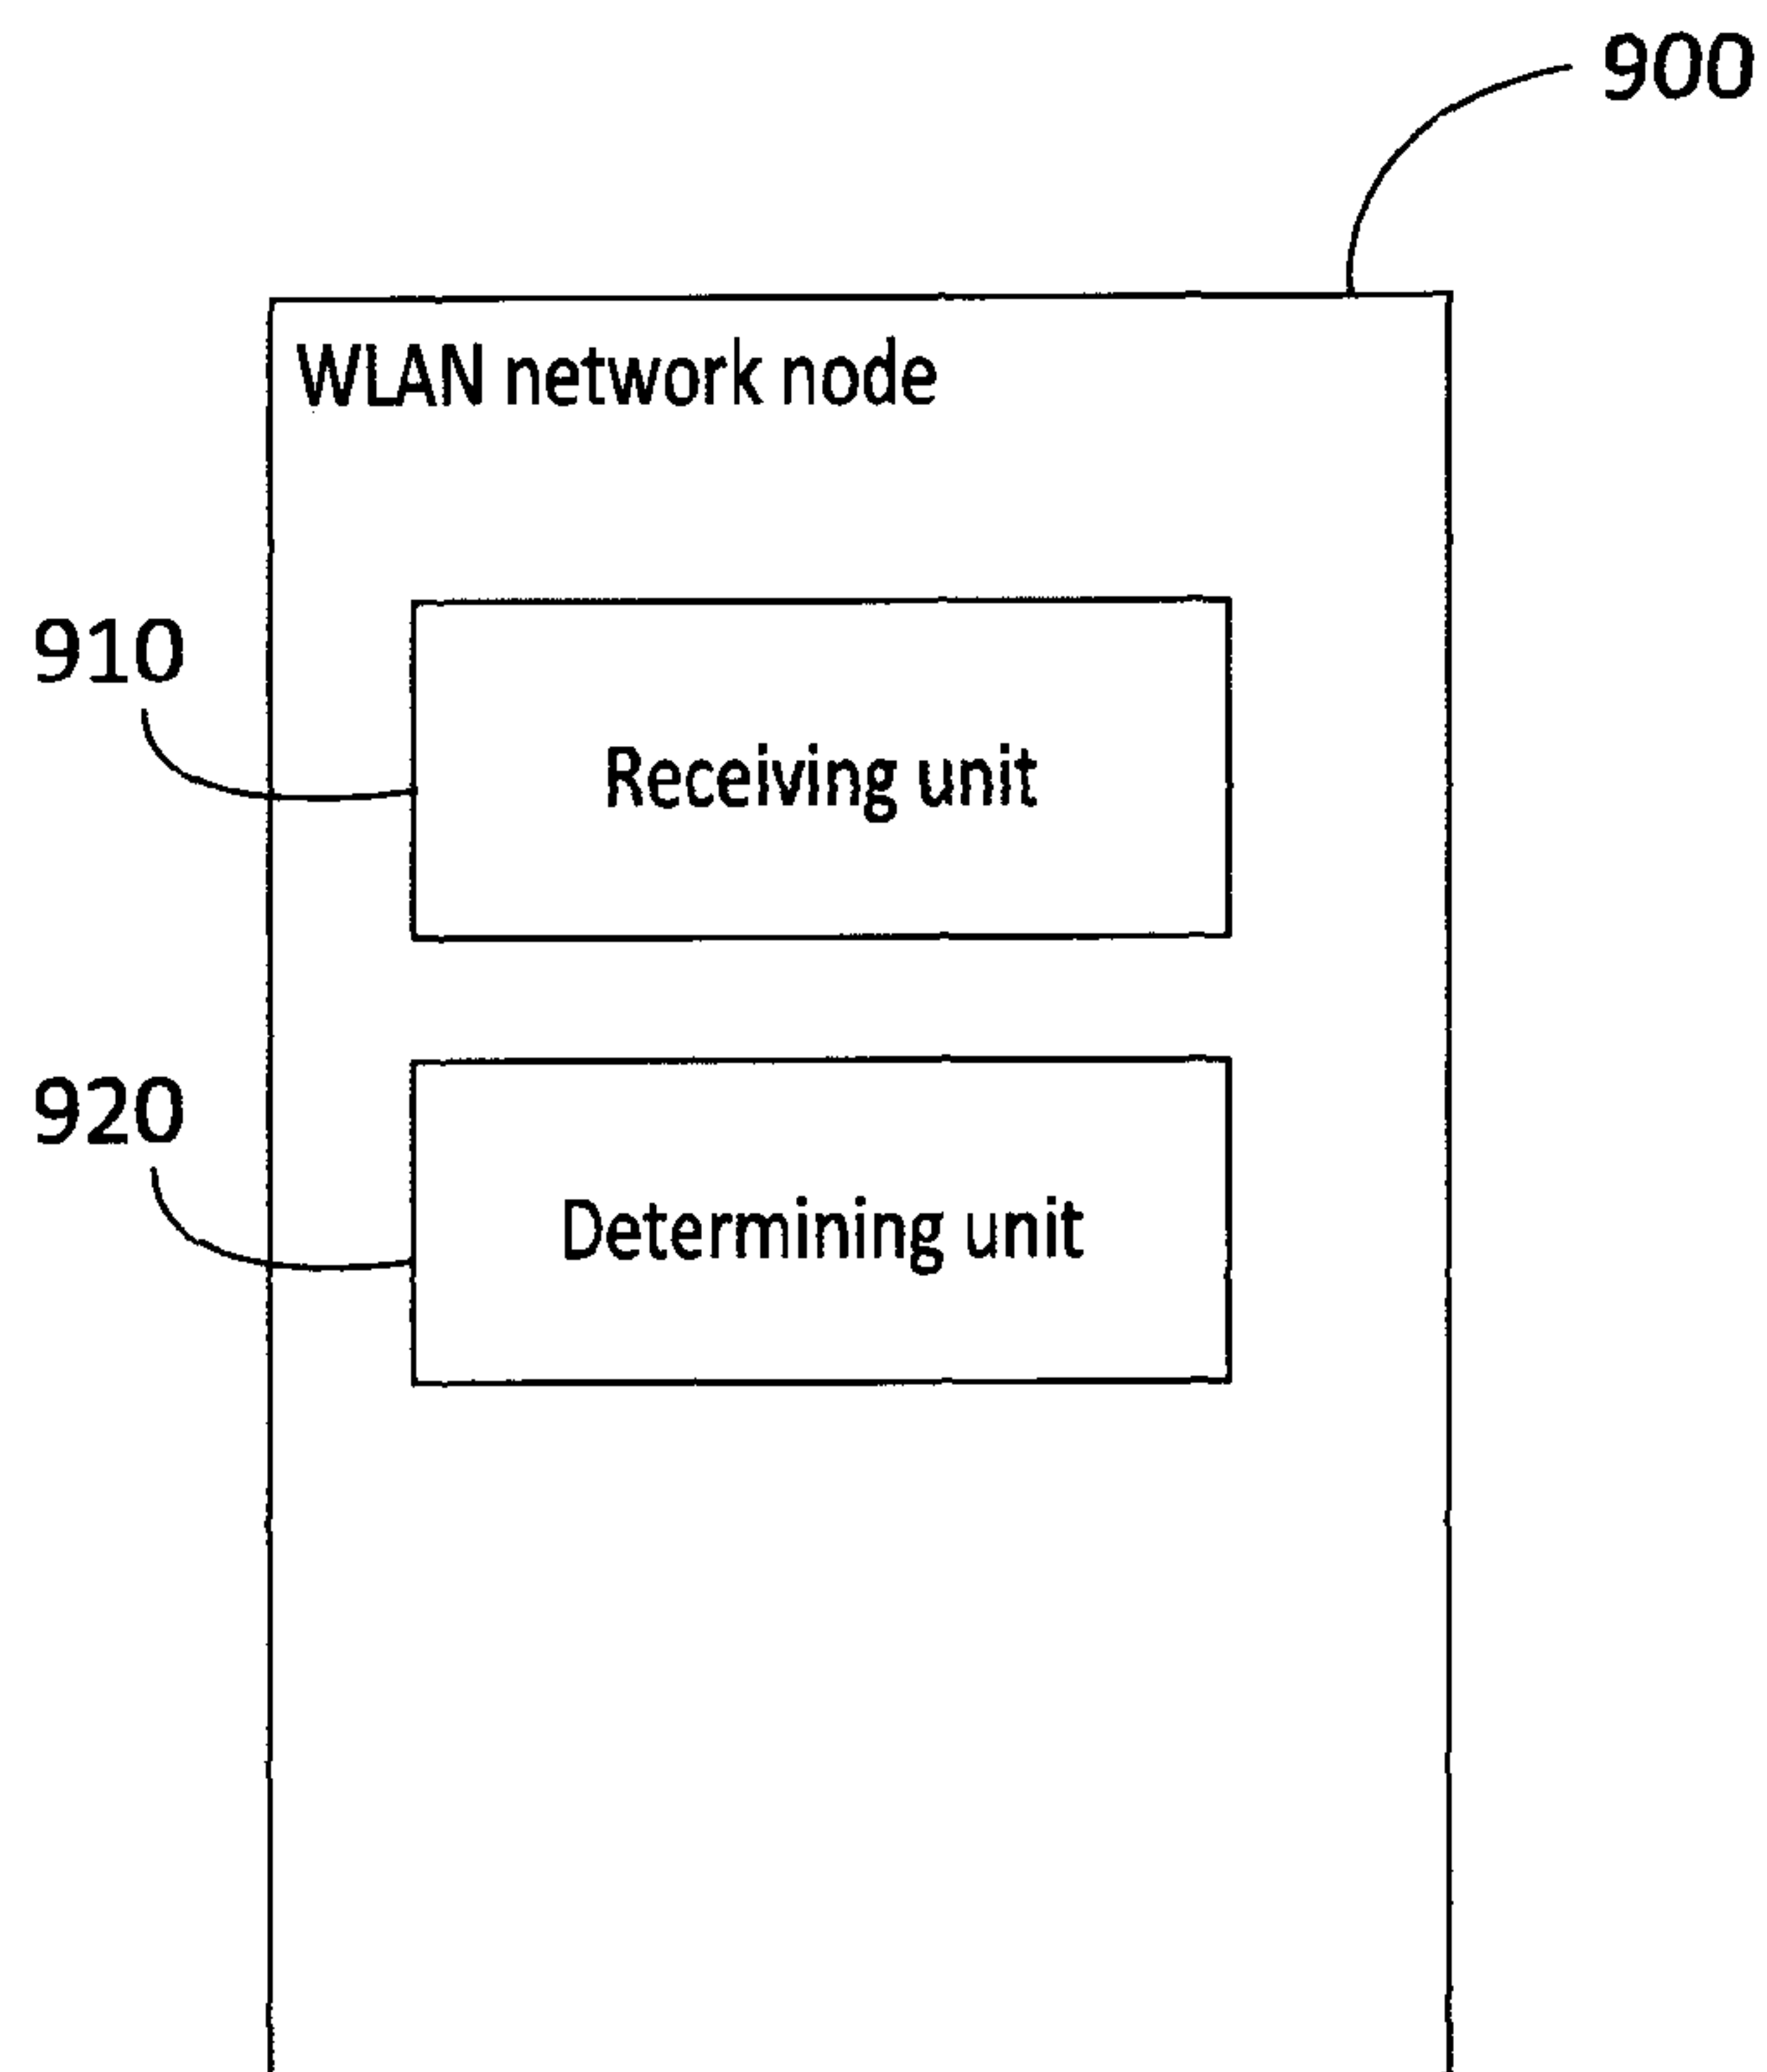 900
WLAN network node
910
Receiving unit
920
Determining unit